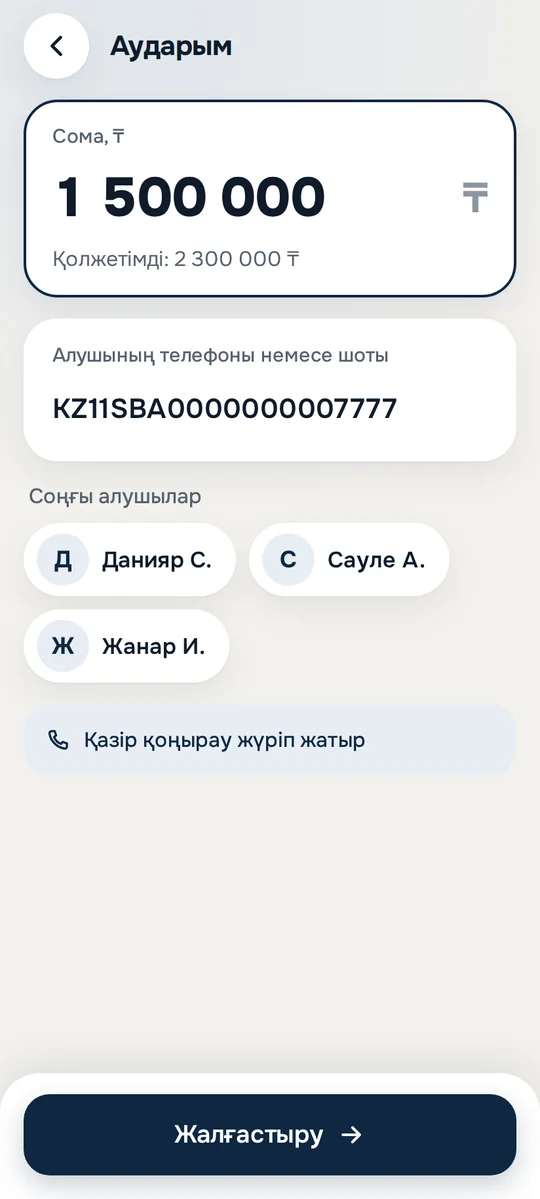 Аударым
Сома, ₸
1 500 000 ₸
Қолжетімді: 2 300 000 ₸
Алушының телефоны немесе шоты
KZ11SBA0000000007777
Соңғы алушылар
Д Данияр С. С Сауле А.
Ж Жанар И.
Қазір қоңырау жүріп жатыр
Жалғастыру →